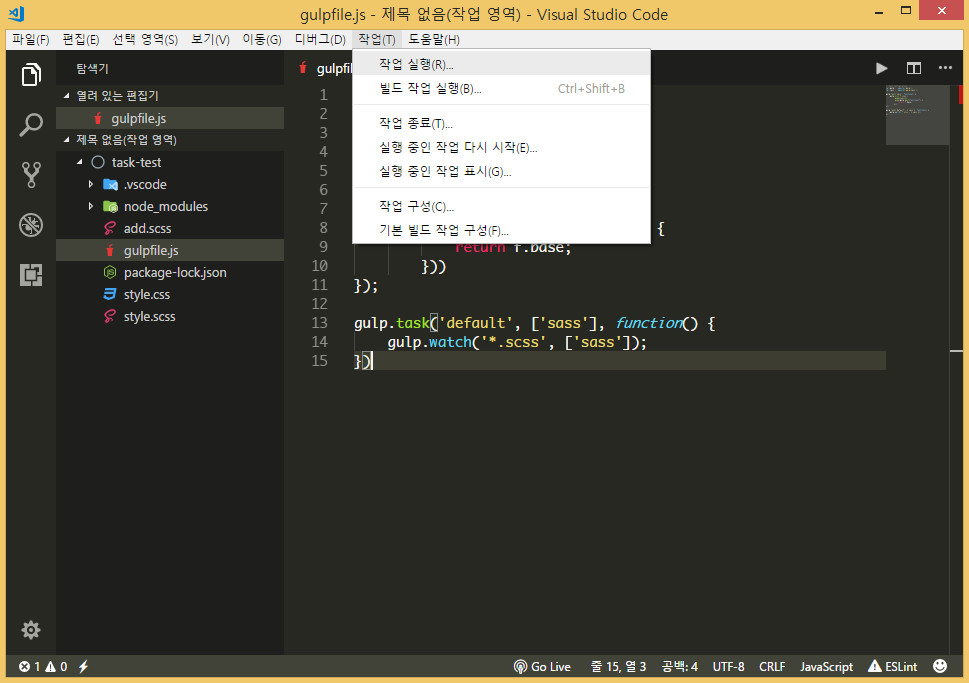 gulpfile.js - 제목 없음(작업 영역) - Visual Studio Code
파일(F) 편집(E) 선택 영역(S) 보기(V) 이동(G) 디버그(D) 작업(T) 도움말(H)
작업 실행(R)...
빌드 작업 실행(B)... Ctrl+Shift+B
작업 종료(T)...
실행 중인 작업 다시 시작(E)...
실행 중인 작업 표시(G)...
작업 구성(C)...
기본 빌드 작업 구성(F)...
탐색기
열려 있는 편집기
gulpfile.js
제목 없음(작업 영역)
task-test
.vscode
node_modules
add.scss
gulpfile.js
package-lock.json
style.css
style.scss
1
2
3
4
5
6
7
8 {
9 return f.base;
10 }))
11 });
12
13 gulp.task('default', ['sass'], function() {
14 gulp.watch('*.scss', ['sass']);
15 })
1 0 Go Live 줄 15, 열 3 공백: 4 UTF-8 CRLF JavaScript ESLint